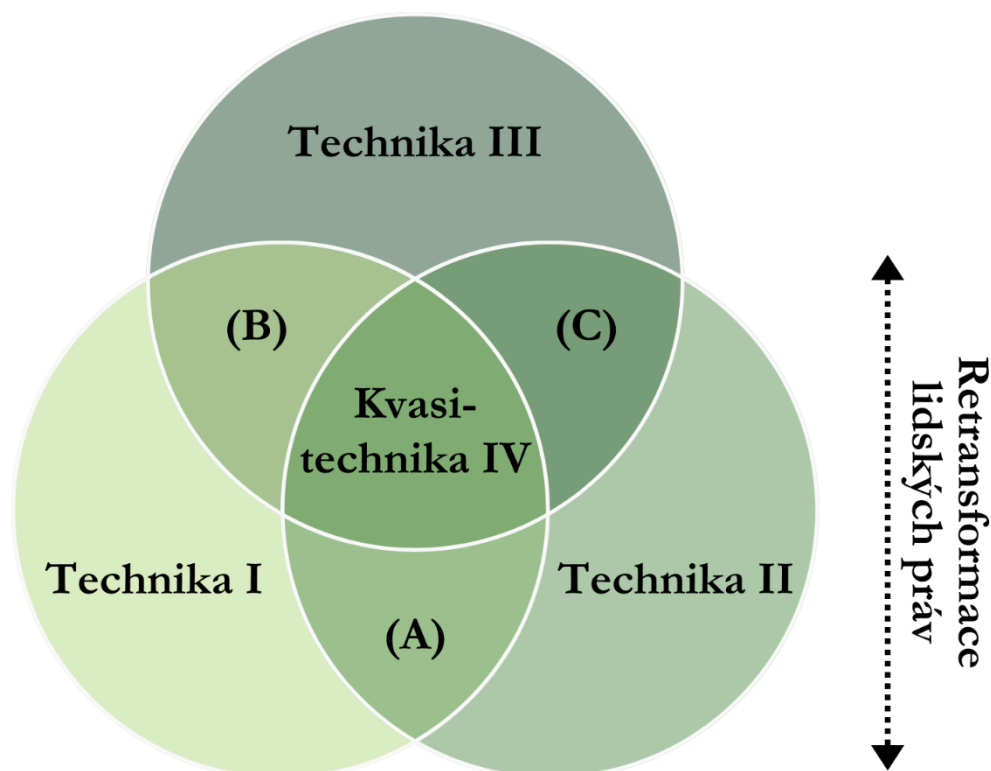 Technika III
(B)
(C)
Kvasi-
technika IV
Technika I
Technika II
(A)
Retransformace
lidských práv